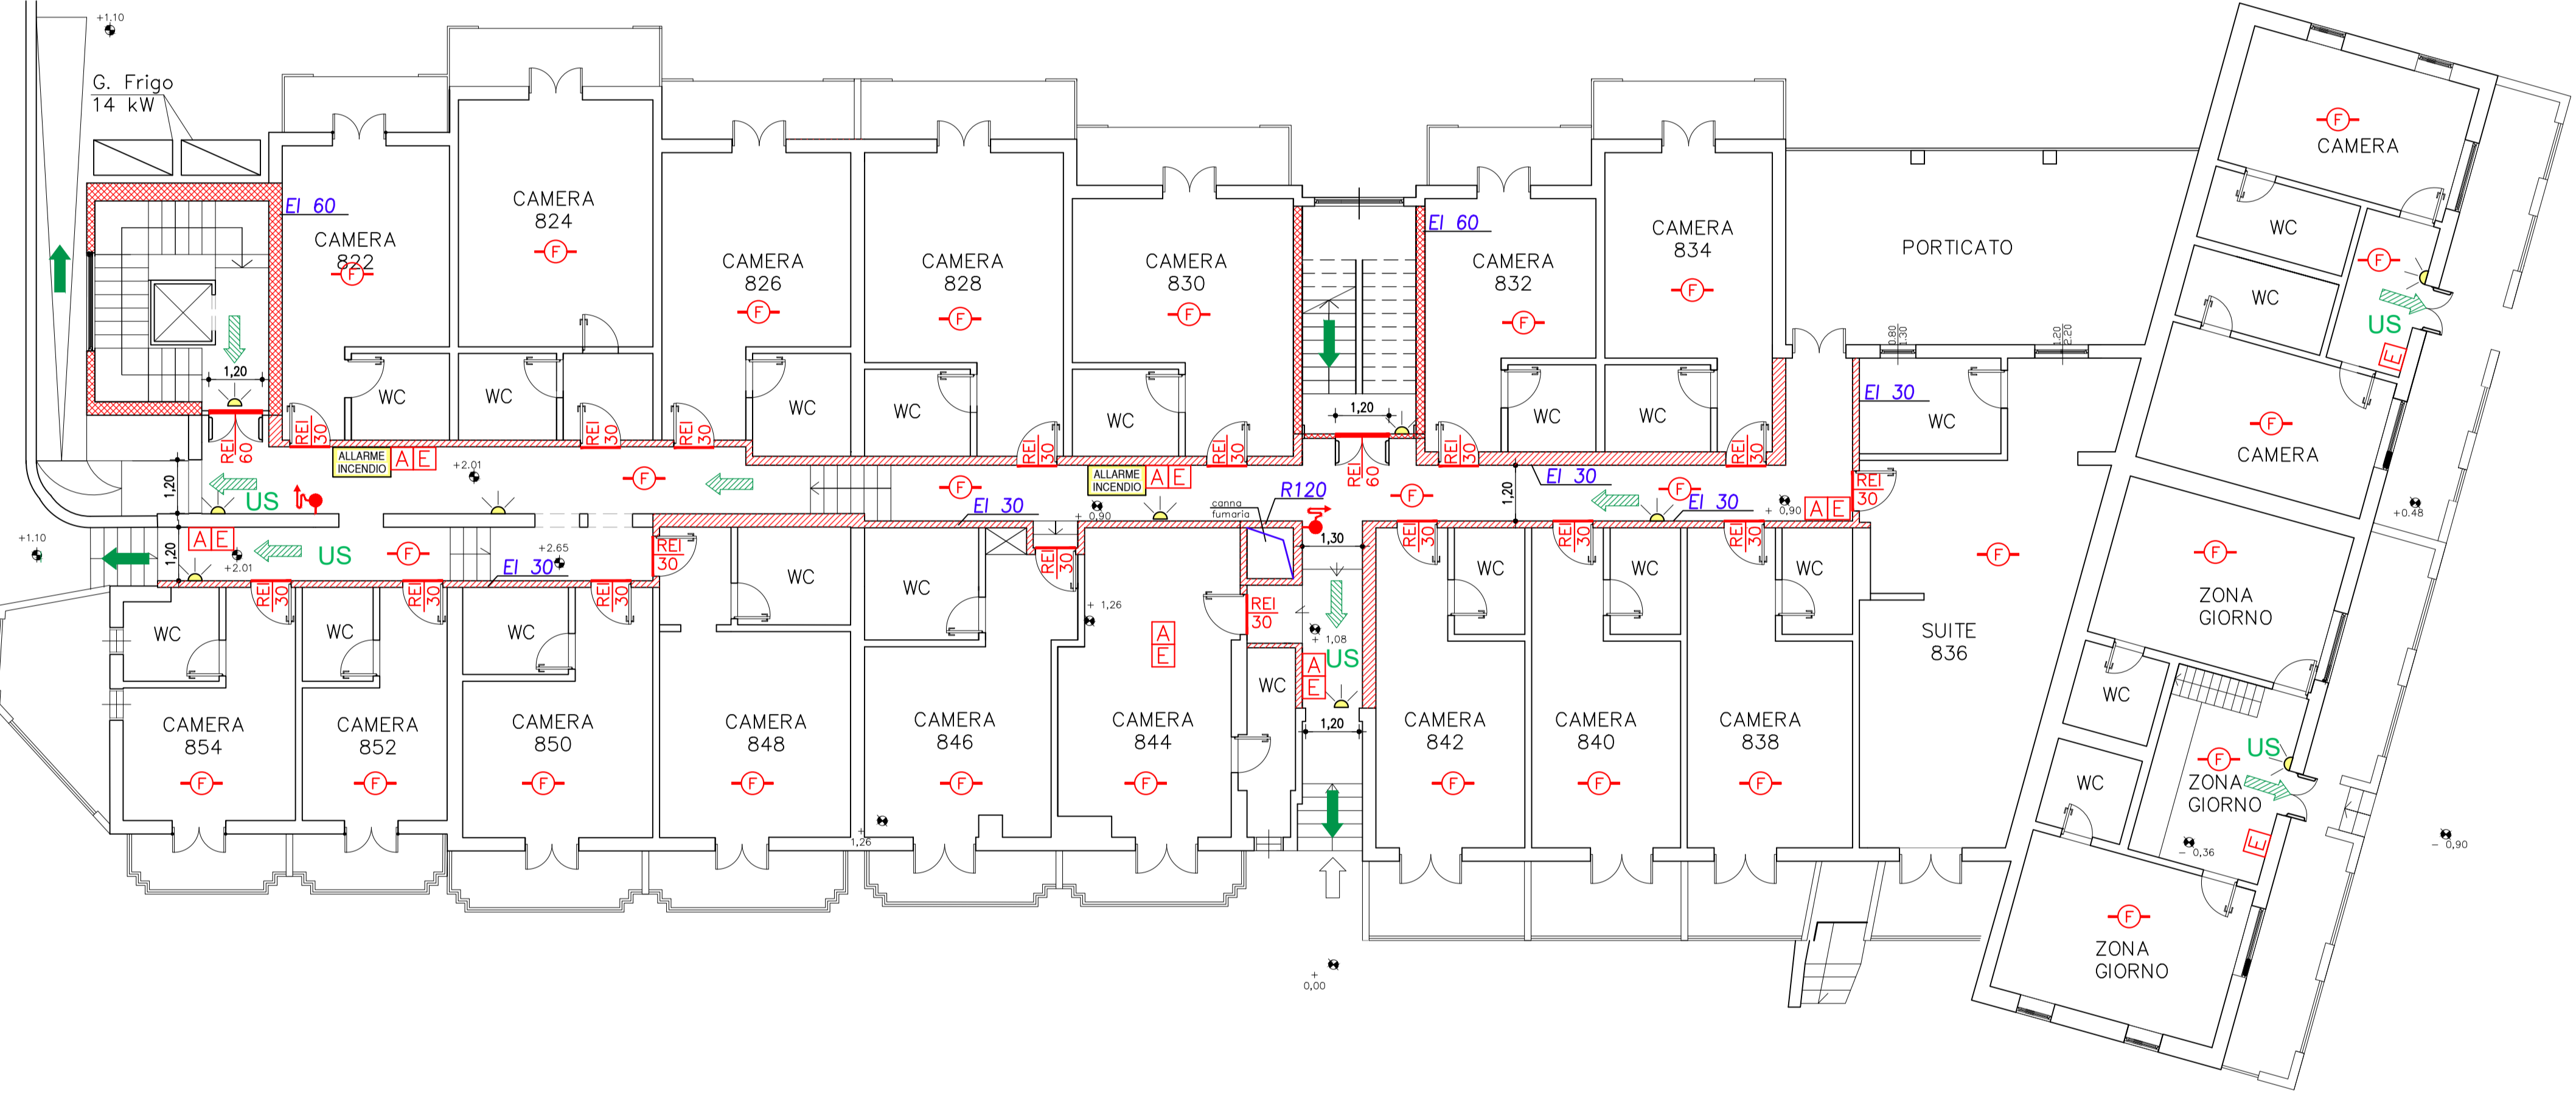 +1.10
G. Frigo
14 kW
EI 60
CAMERA
822
F
CAMERA
824
F
CAMERA
826
F
CAMERA
828
F
CAMERA
830
F
EI 60
CAMERA
832
F
CAMERA
834
F
PORTICATO
F
CAMERA
WC
WC
F
US
E
F
CAMERA
0.80
1.30
1.20
2.20
1,20
WC
WC
WC
WC
WC
1,20
WC
WC
EI 30
WC
REI
60
REI
30
REI
30
REI
30
REI
30
REI
30
REI
60
REI
30
REI
30
REI
30
ALLARME
INCENDIO
A E
+2.01
F
F
ALLARME
INCENDIO
A E
F
EI 30
F
EI 30
+ 0,90
A E
1,20
US
EI 30
+ 0,90
canna
fumaria
R120
1,20
+1.10
1,20
A E
+2.01
US
F
+2.65
EI 30
REI
30
REI
30
REI
30
REI
30
REI
30
WC
WC
WC
WC
WC
+ 1,26
REI
30
A
E
1,30
+ 1,08
US
A
E
WC
1,20
REI
30
REI
30
REI
30
WC
WC
WC
F
SUITE
836
+0.48
F
ZONA
GIORNO
WC
WC
US
F
ZONA
GIORNO
E
- 0,36
- 0,90
F
ZONA
GIORNO
CAMERA
854
F
CAMERA
852
F
CAMERA
850
F
CAMERA
848
F
CAMERA
846
F
CAMERA
844
F
CAMERA
842
F
CAMERA
840
F
CAMERA
838
F
+
1,26
+
0,00